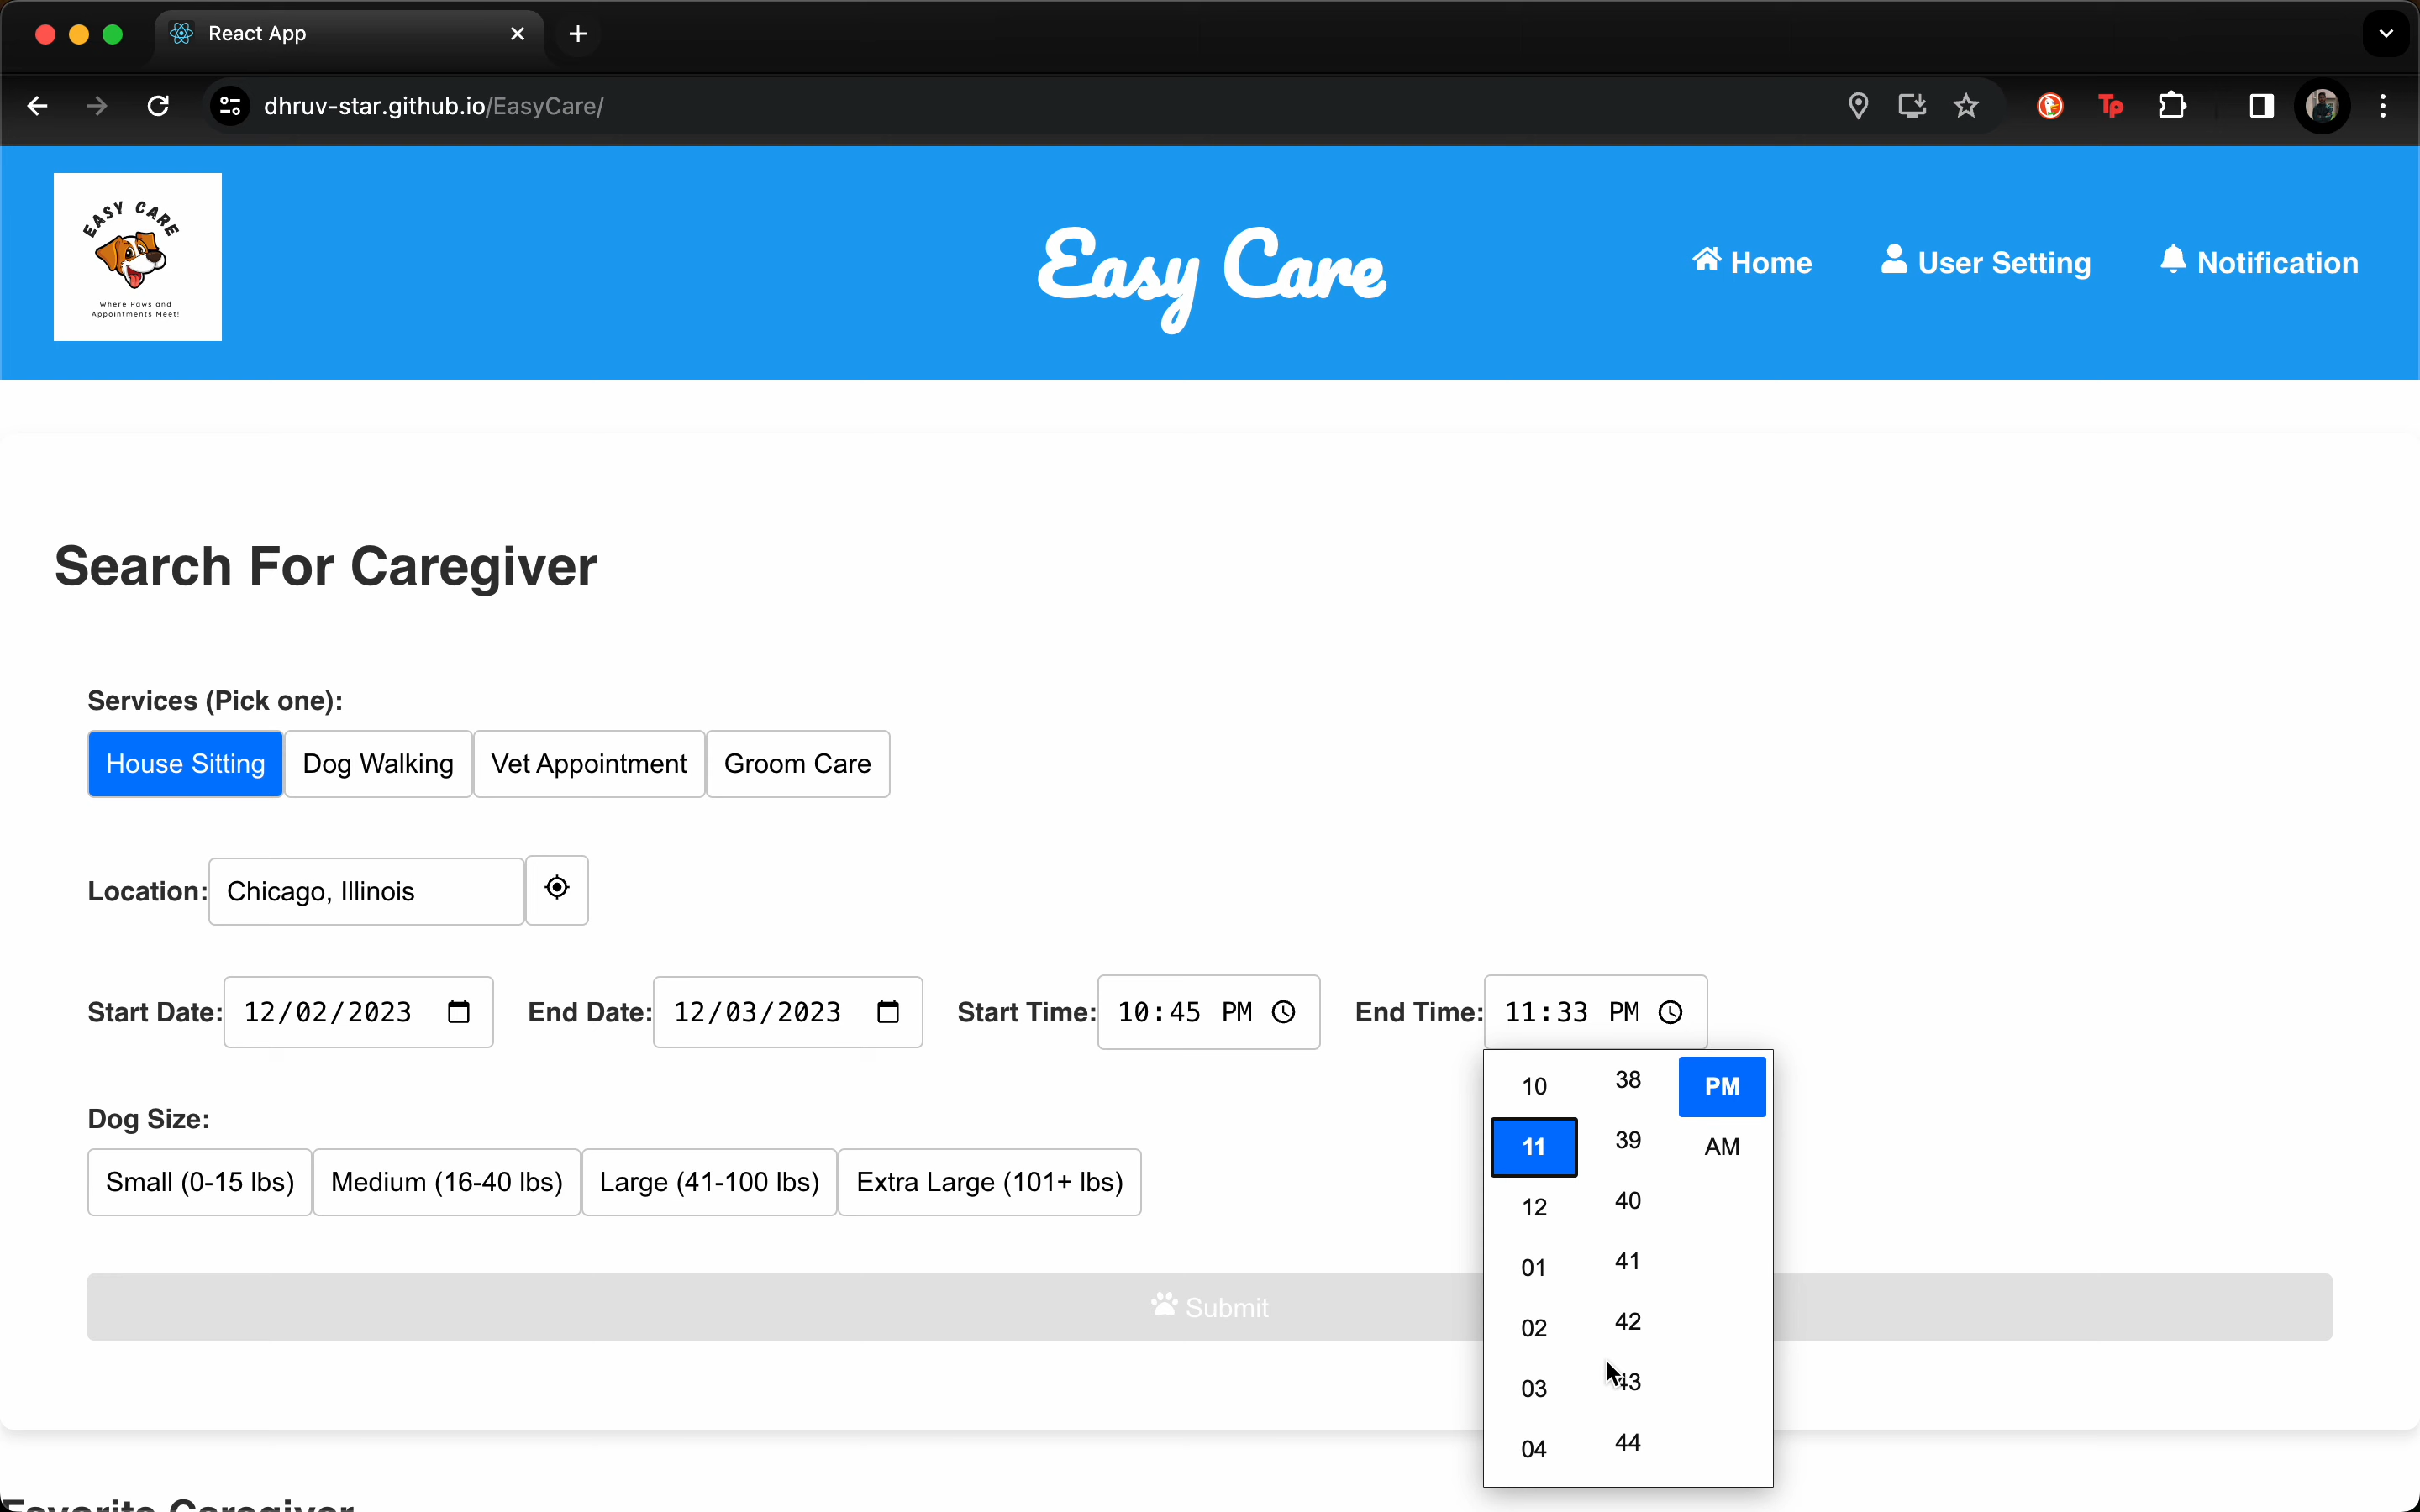 React App
dhruv-star.github.io/EasyCare/
Tp
EASY CARE
Where Paws and
Appointments Meet!
Easy Care
Home
User Setting
Notification
Search For Caregiver
Services (Pick one):
House Sitting
Dog Walking
Vet Appointment
Groom Care
Location:
Chicago, Illinois
Start Date:
12/02/2023
End Date:
12/03/2023
Start Time:
10:45 PM
End Time:
11:33 PM
10
38
PM
11
39
AM
12
40
01
41
02
42
03
43
04
44
Dog Size:
Small (0-15 lbs)
Medium (16-40 lbs)
Large (41-100 lbs)
Extra Large (101+ lbs)
Submit
Favorite Caregiver